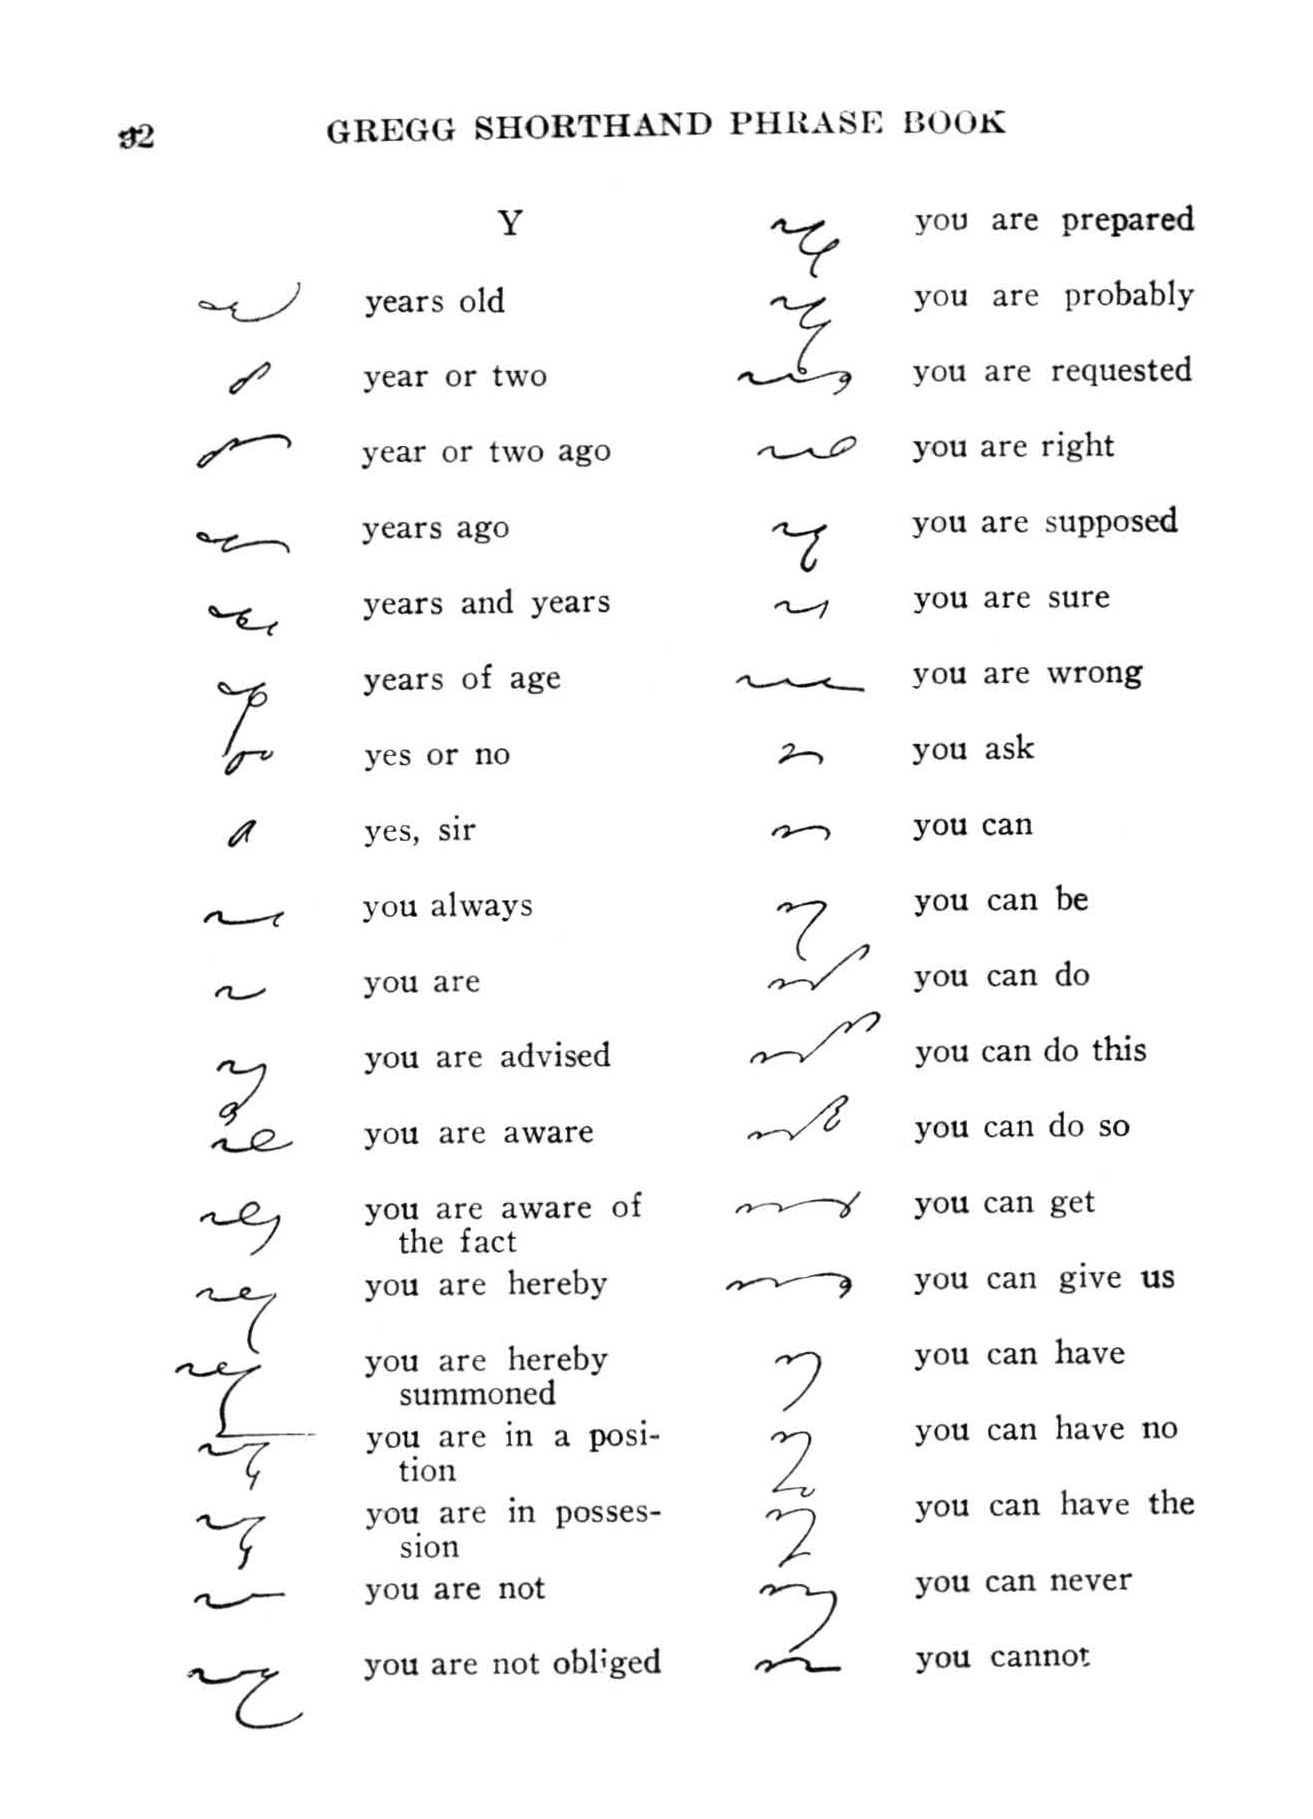 92 GREGG SHORTHAND PHRASE BOOK
Y
years old
year or two
year or two ago
years ago
years and years
years of age
yes or no
yes, sir
you always
you are
you are advised
you are aware
you are aware of
the fact
you are hereby
you are hereby
summoned
you are in a posi-
tion
you are in posses-
sion
you are not
you are not obliged
you are prepared
you are probably
you are requested
you are right
you are supposed
you are sure
you are wrong
you ask
you can
you can be
you can do
you can do this
you can do so
you can get
you can give us
you can have
you can have no
you can have the
you can never
you cannot